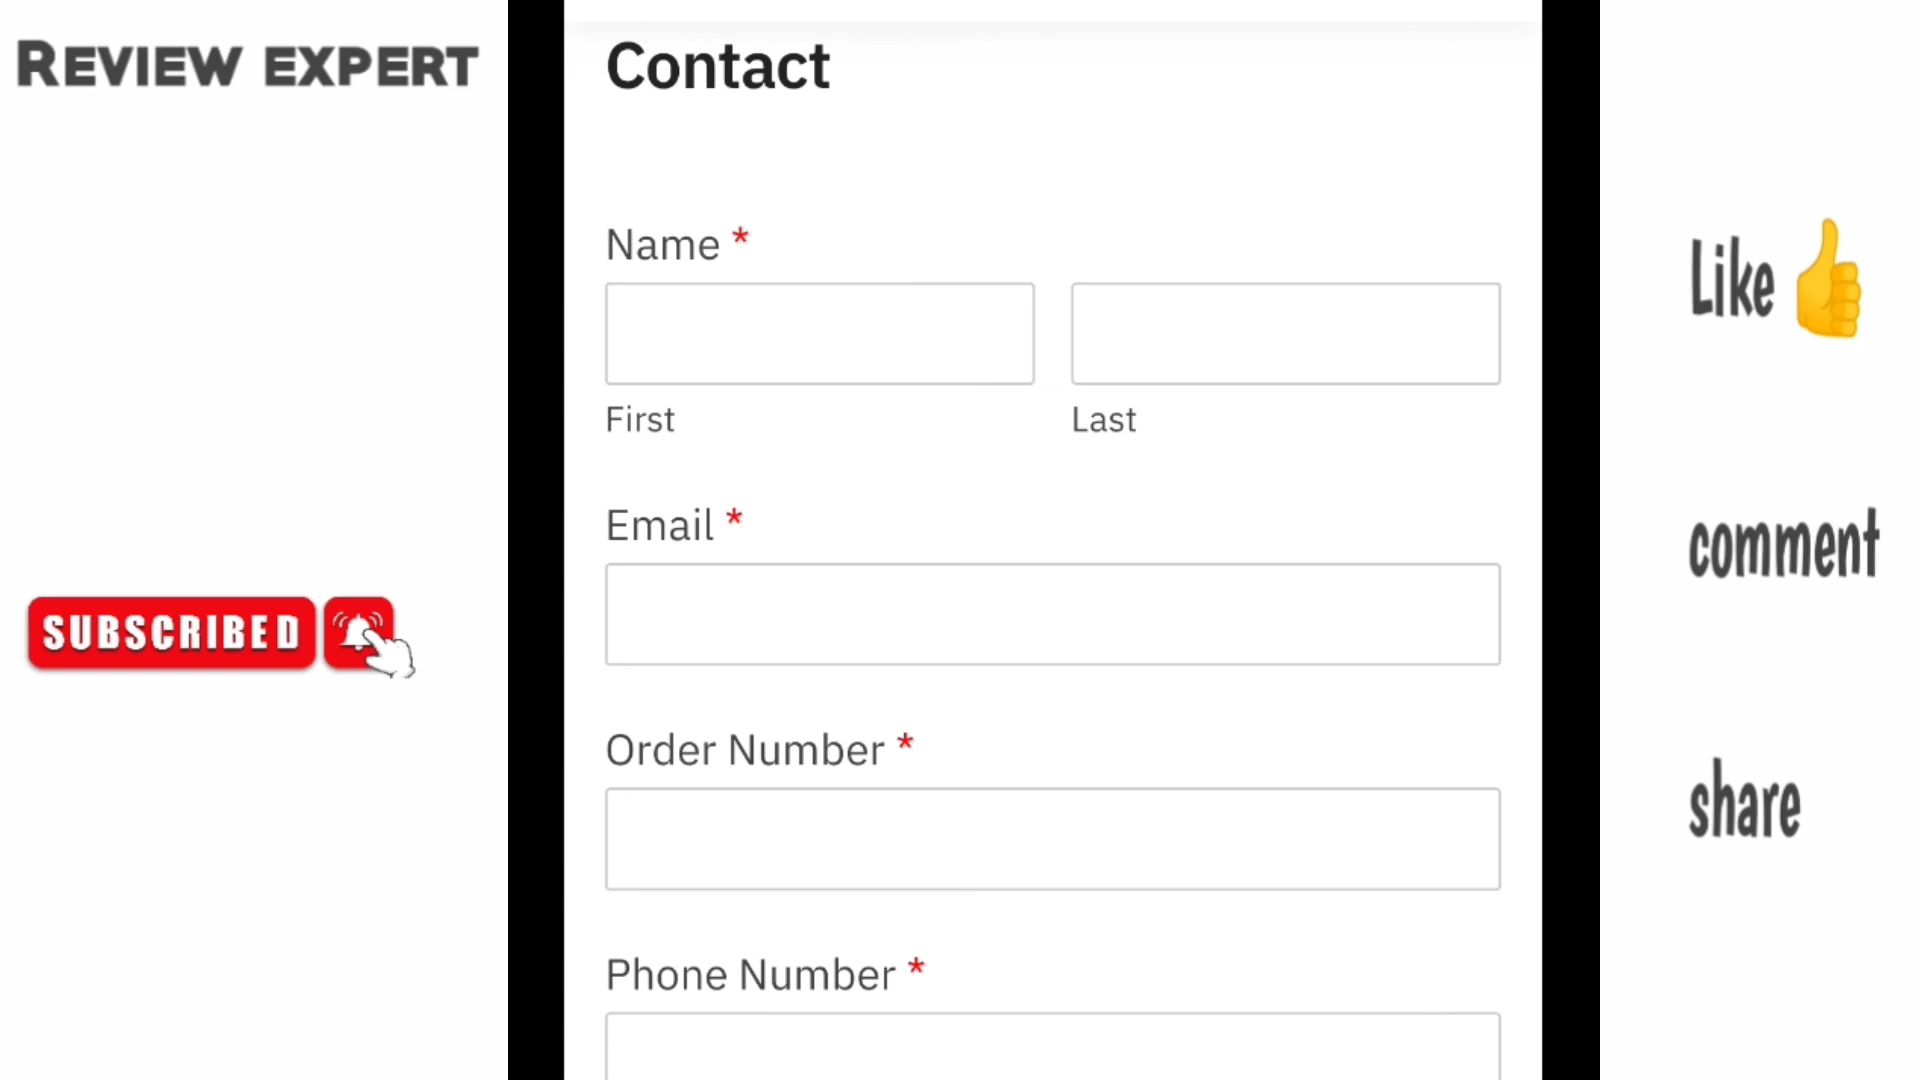 REVIEW EXPERT
SUBSCRIBED
Contact
Name *
First Last
Email *
Order Number *
Phone Number *
Like
comment
share